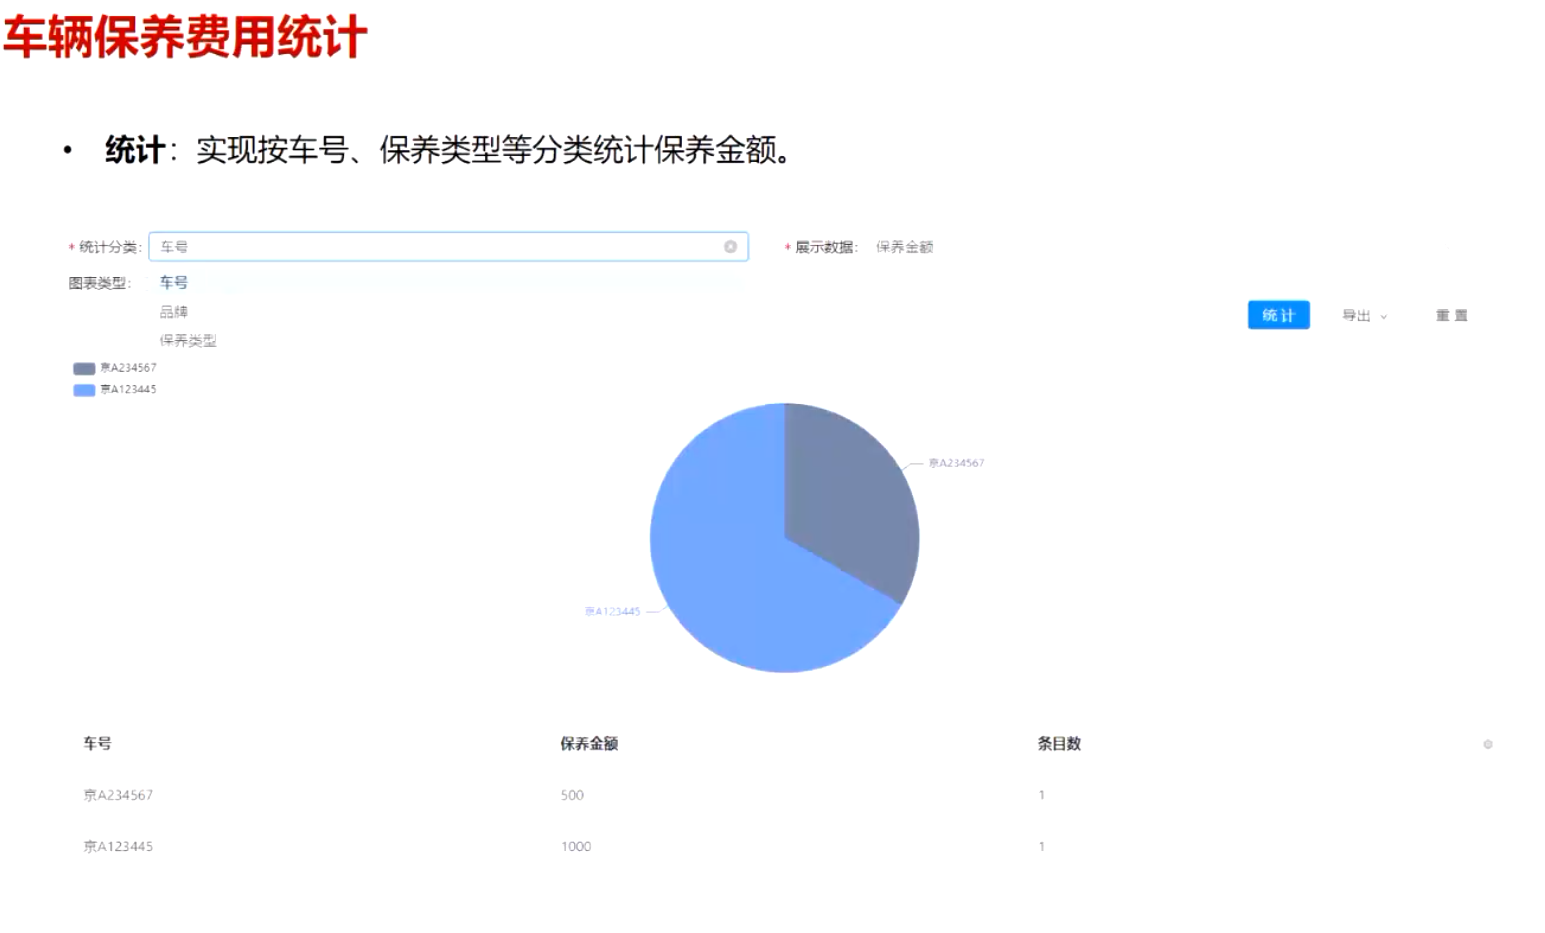 车辆保养费用统计
• 统计：实现按车号、保养类型等分类统计保养金额。
* 统计分类: 车号 * 展示数据: 保养金额
图表类型: 车号
品牌
保养类型
统 计 导出 重 置
京A234567
京A123445
京A234567
京A123445
车号 保养金额 条目数
京A234567 500 1
京A123445 1000 1